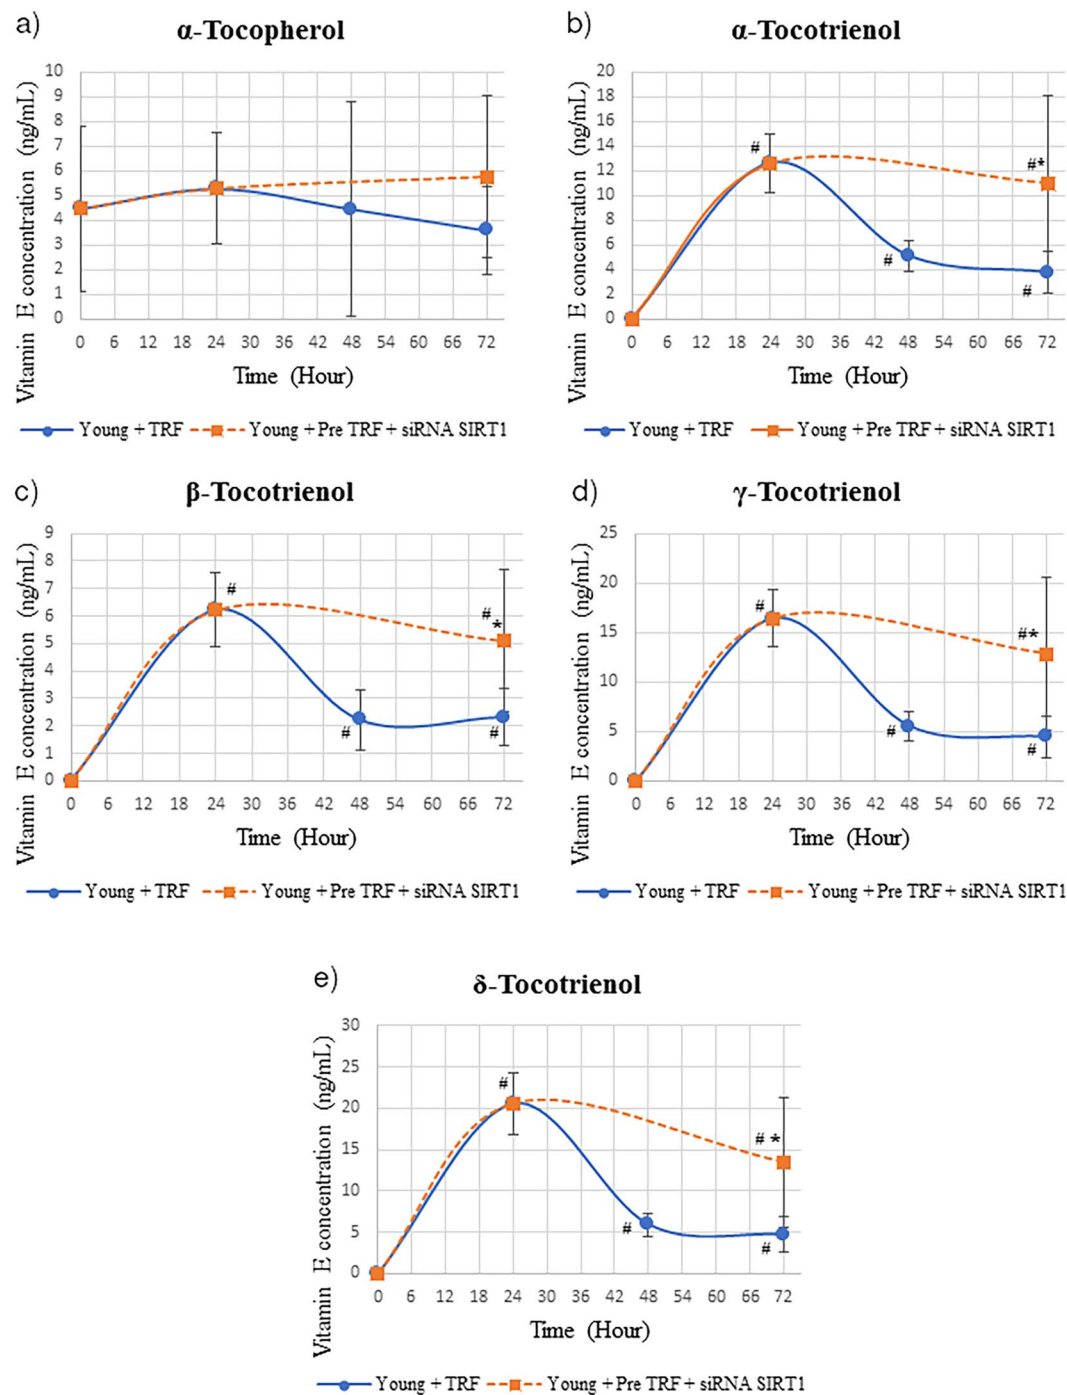 a)
α-Tocopherol
Vitamin E concentration (ng/mL)
10
9
8
7
6
5
4
3
2
1
0
0 6 12 18 24 30 36 42 48 54 60 66 72
Time (Hour)
Young + TRF Young + Pre TRF + siRNA SIRT1
b)
α-Tocotrienol
Vitamin E concentration (ng/mL)
20
18
16
14
12
10
8
6
4
2
0
#
#*
#
#
0 6 12 18 24 30 36 42 48 54 60 66 72
Time (Hour)
Young + TRF Young + Pre TRF + siRNA SIRT1
c)
β-Tocotrienol
Vitamin E concentration (ng/mL)
9
8
7
6
5
4
3
2
1
0
#
#
*
#
#
0 6 12 18 24 30 36 42 48 54 60 66 72
Time (Hour)
Young + TRF Young + Pre TRF + siRNA SIRT1
d)
γ-Tocotrienol
Vitamin E concentration (ng/mL)
25
20
15
10
5
0
#
#*
#
#
0 6 12 18 24 30 36 42 48 54 60 66 72
Time (Hour)
Young + TRF Young + Pre TRF + siRNA SIRT1
e)
δ-Tocotrienol
Vitamin E concentration (ng/mL)
30
25
20
15
10
5
0
#
# *
#
#
0 6 12 18 24 30 36 42 48 54 60 66 72
Time (Hour)
Young + TRF Young + Pre TRF + siRNA SIRT1